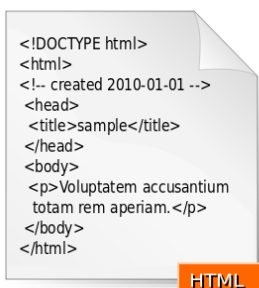 <!DOCTYPE html>
<html>
<!-- created 2010-01-01 -->
<head>
<title>sample</title>
</head>
<body>
<p>Voluptatem accusantium
totam rem aperiam.</p>
</body>
</html>
HTML